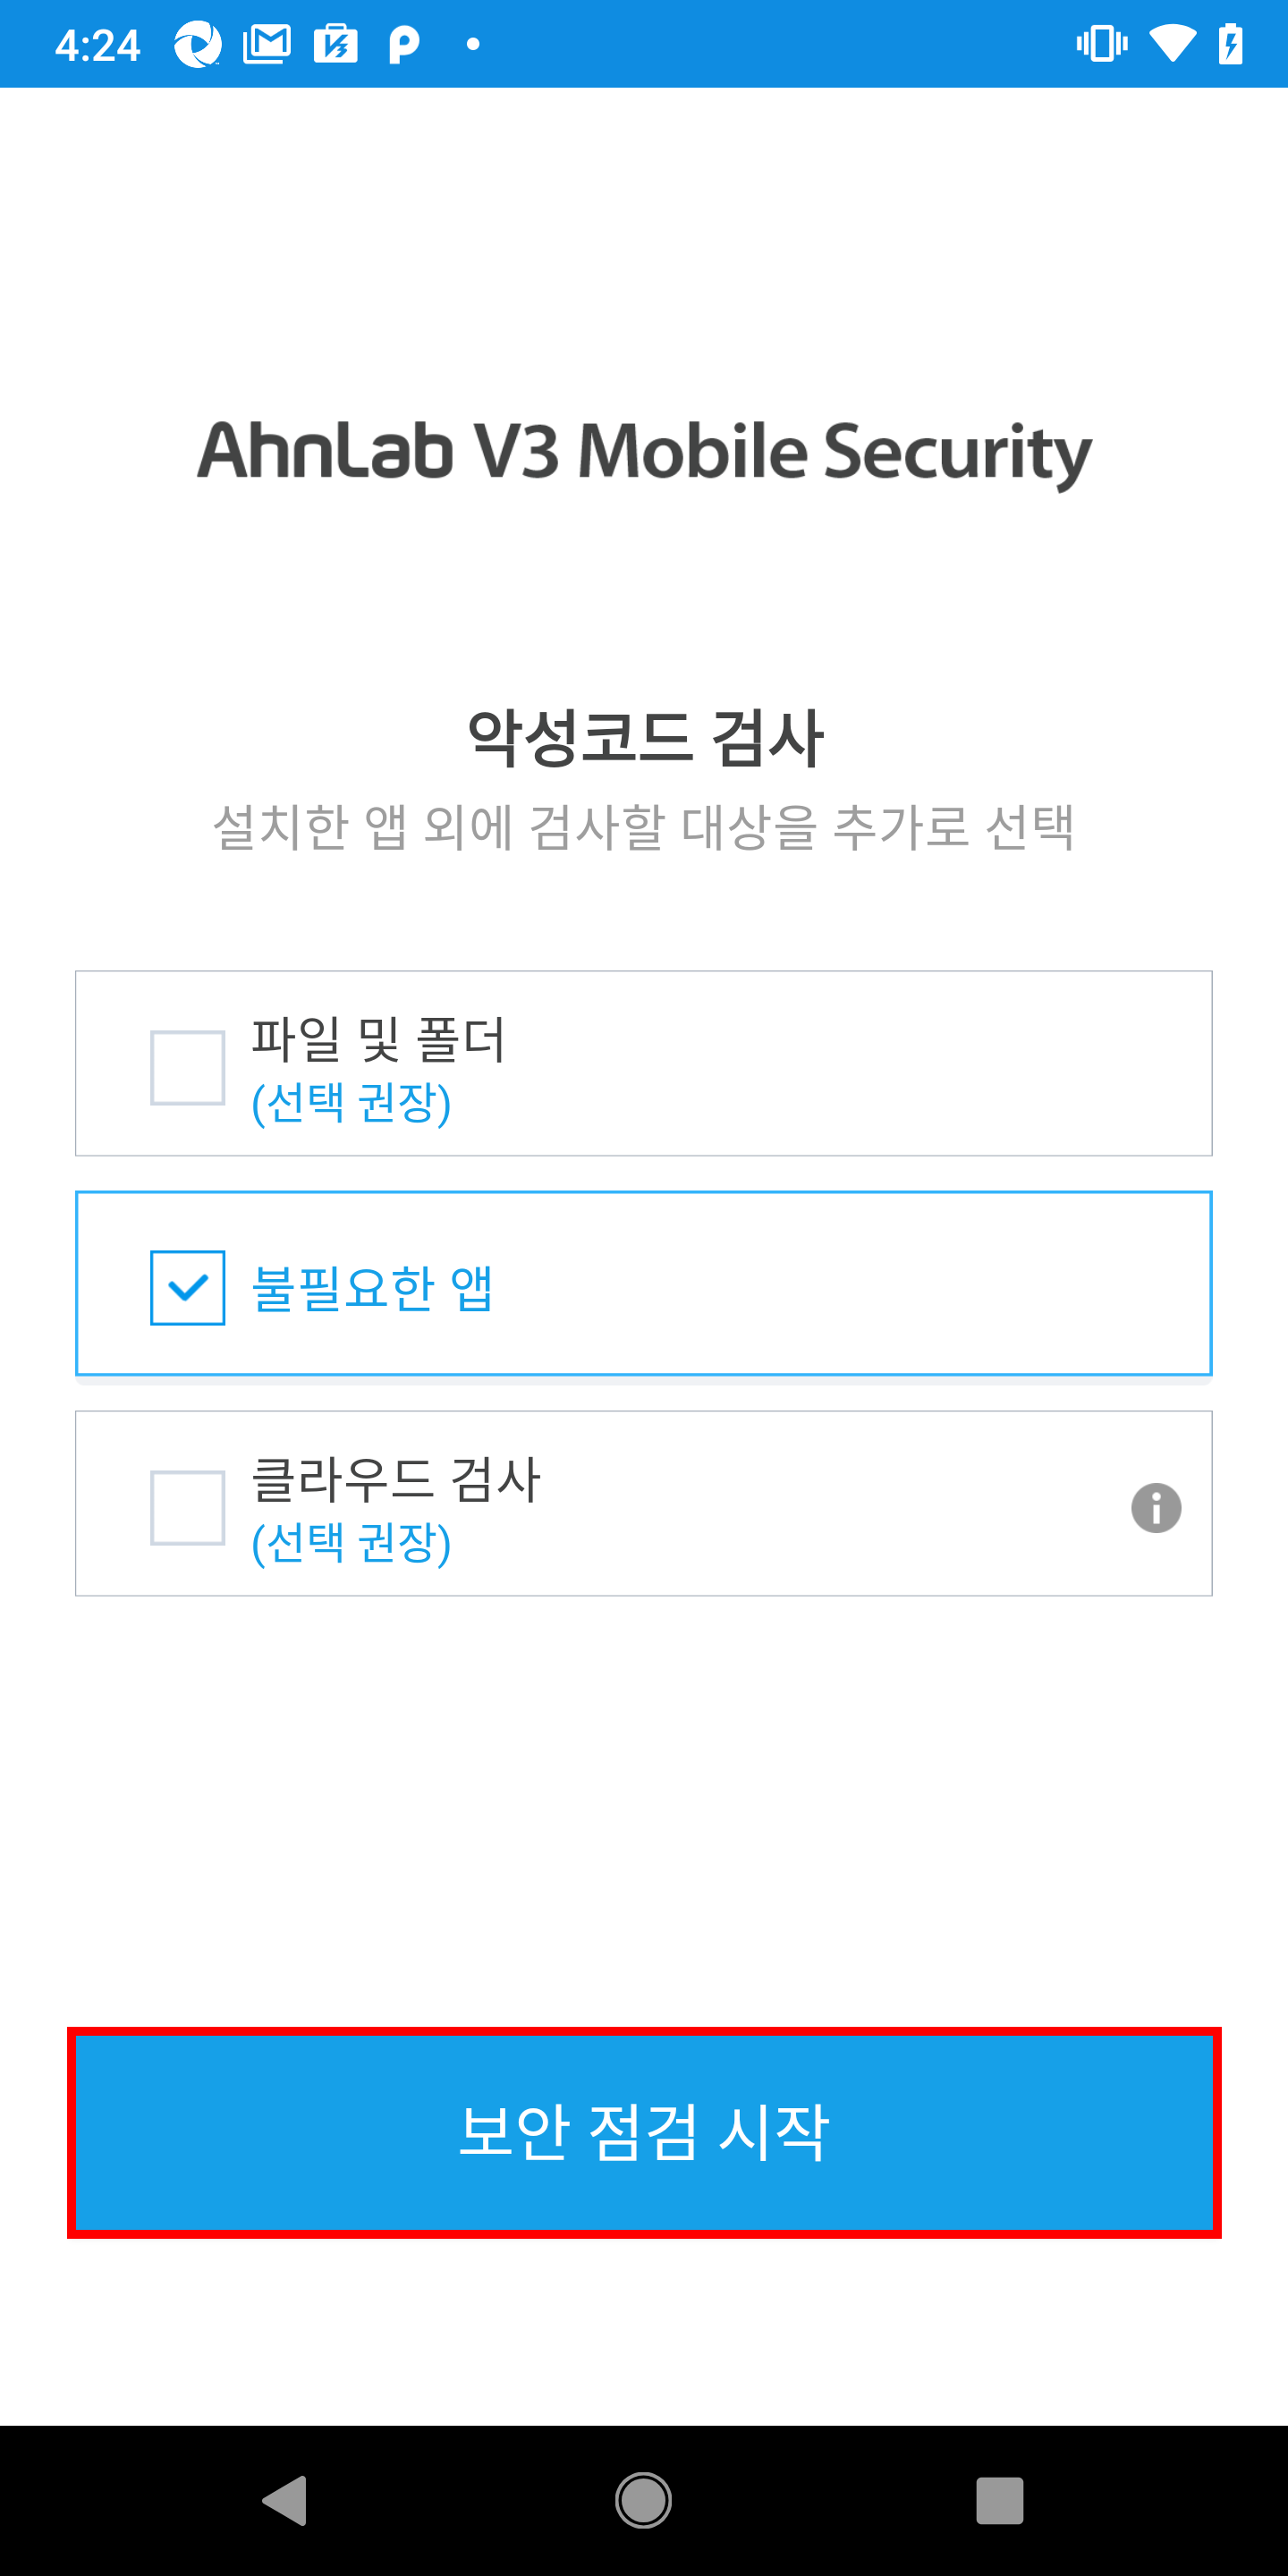 4:24
AhnLab V3 Mobile Security
악성코드 검사
설치한 앱 외에 검사할 대상을 추가로 선택
파일 및 폴더
(선택 권장)
불필요한 앱
클라우드 검사
(선택 권장)
보안 점검 시작